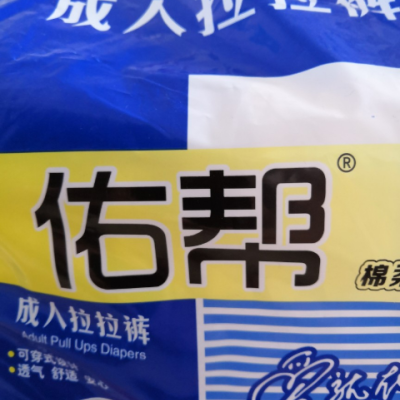 成人拉拉裤
佑帮®
棉柔
成人拉拉裤
Adult Pull Ups Diapers
• 可穿式
• 透气 舒适